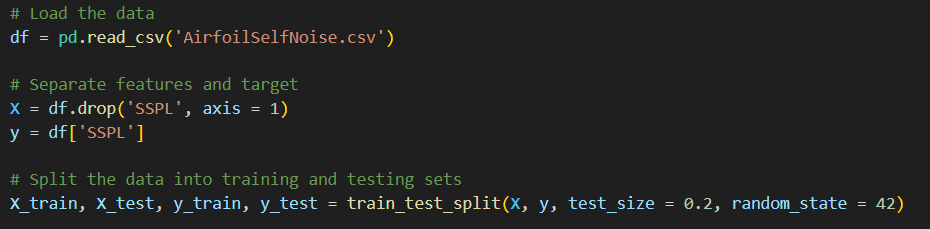 # Load the data
df = pd.read_csv('AirfoilSelfNoise.csv')
# Separate features and target
X = df.drop('SSPL', axis = 1)
y = df['SSPL']
# Split the data into training and testing sets
X_train, X_test, y_train, y_test = train_test_split(X, y, test_size = 0.2, random_state = 42)